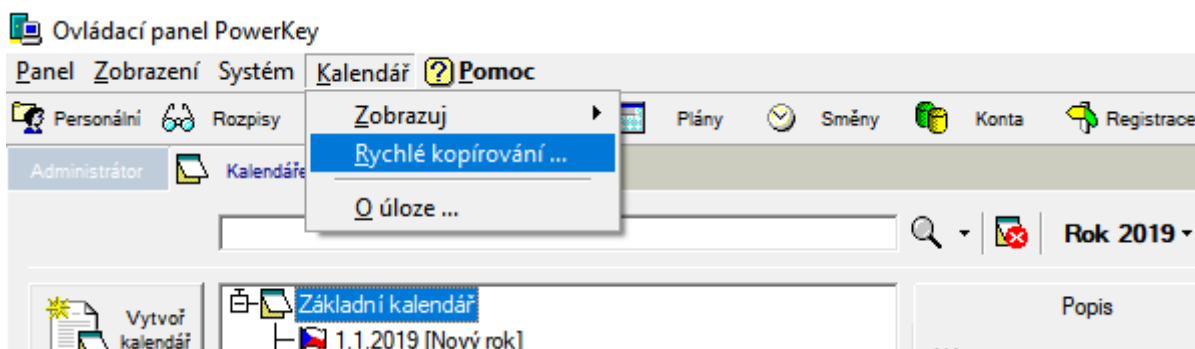 Ovládací panel PowerKey
Panel Zobrazení Systém Kalendář Pomoc
Personální Rozpisy Plány Směny Konta Registrace
Zobrazuj
Rychlé kopírování ...
O úloze ...
Administrátor Kalendáře
Rok 2019
Vytvoř kalendář
Základní kalendář
1.1.2019 [Nový rok]
Popis